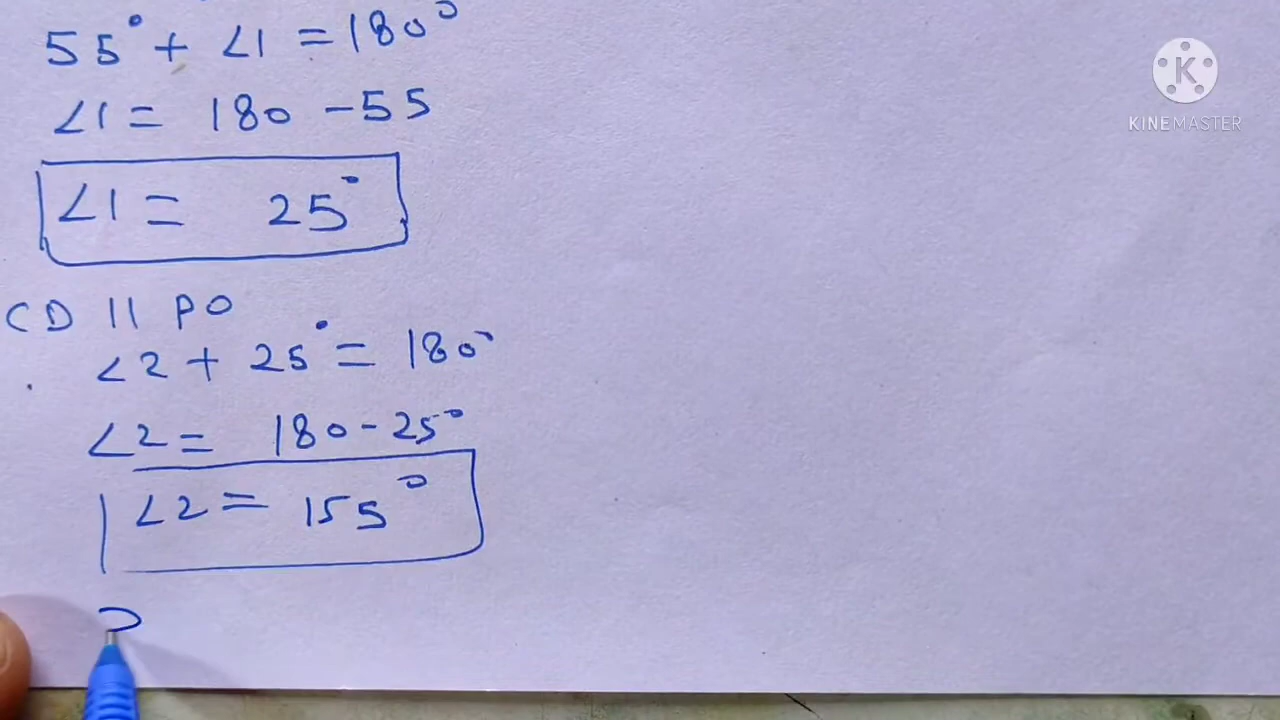 55° + ∠1 = 180°
∠1 = 180 - 55
∠1 = 25°
CD || PO
∠2 + 25° = 180°
∠2 = 180 - 25°
∠2 = 155°
K
KINEMASTER